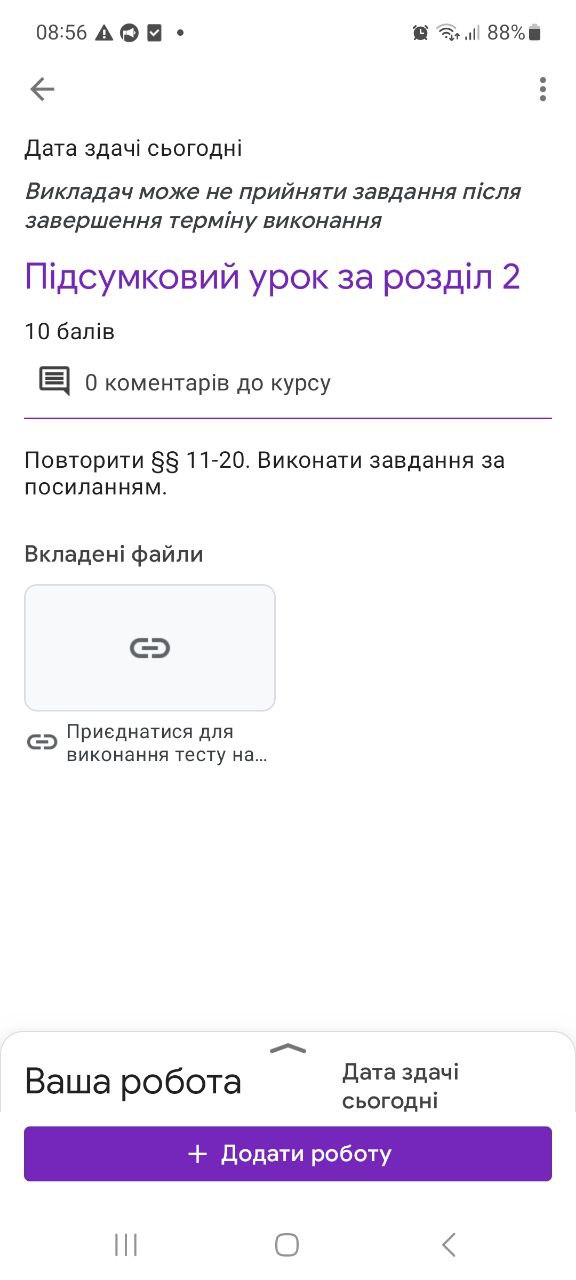 08:56
88%
Дата здачі сьогодні
Викладач може не прийняти завдання після
завершення терміну виконання
Підсумковий урок за розділ 2
10 балів
0 коментарів до курсу
Повторити §§ 11-20. Виконати завдання за
посиланням.
Вкладені файли
Приєднатися для
виконання тесту на...
Ваша робота
Дата здачі
сьогодні
+ Додати роботу